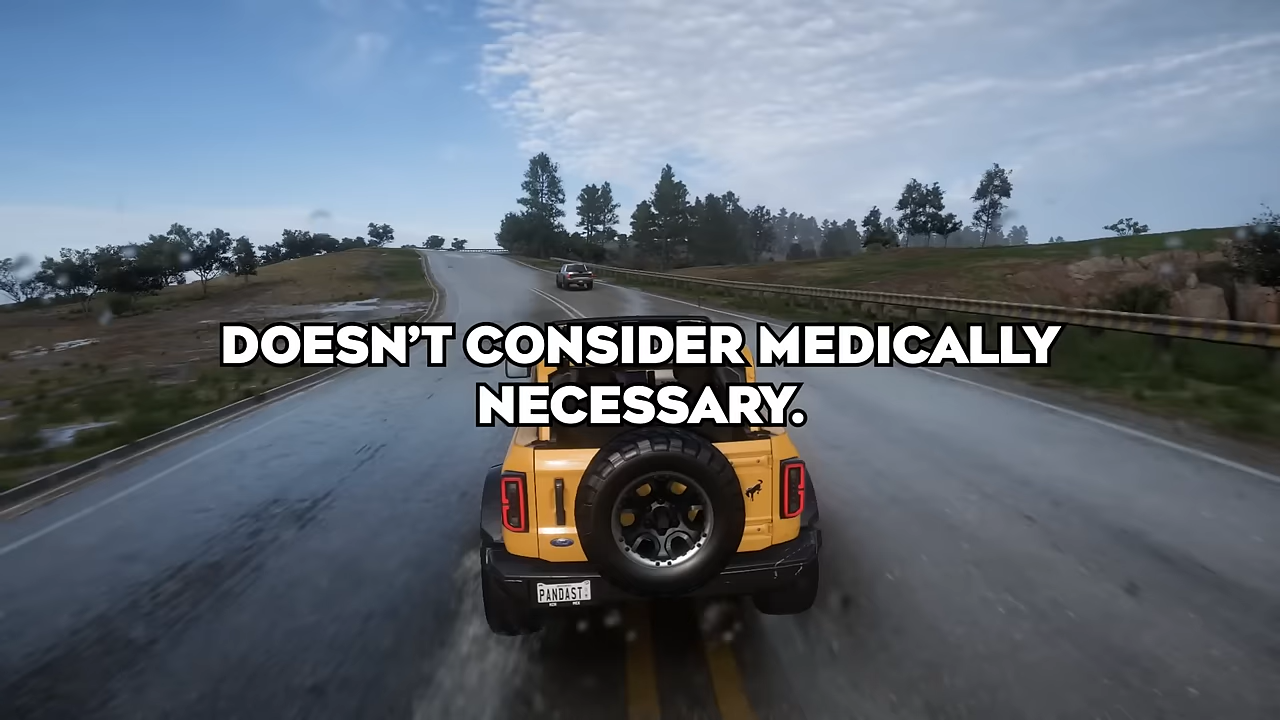 DOESN’T CONSIDER MEDICALLY
NECESSARY.
PANDAST